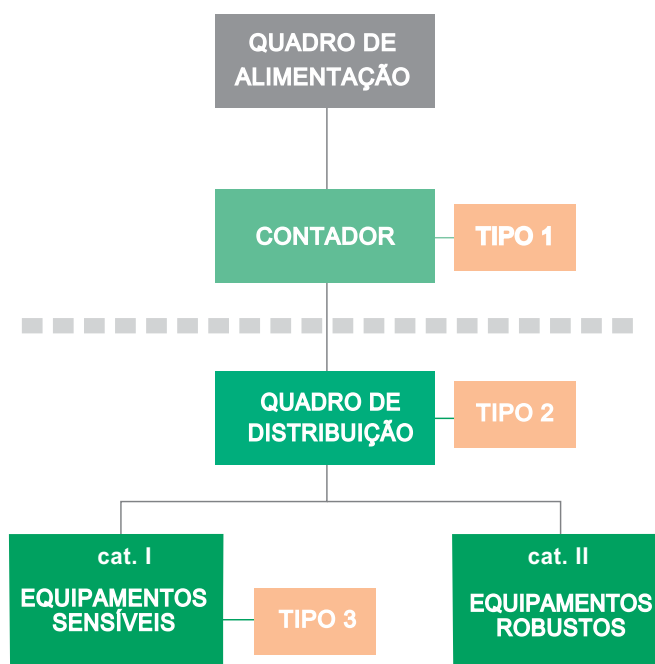 QUADRO DE
ALIMENTAÇÃO
CONTADOR
TIPO 1
QUADRO DE
DISTRIBUIÇÃO
TIPO 2
cat. I
EQUIPAMENTOS
SENSÍVEIS
TIPO 3
cat. II
EQUIPAMENTOS
ROBUSTOS